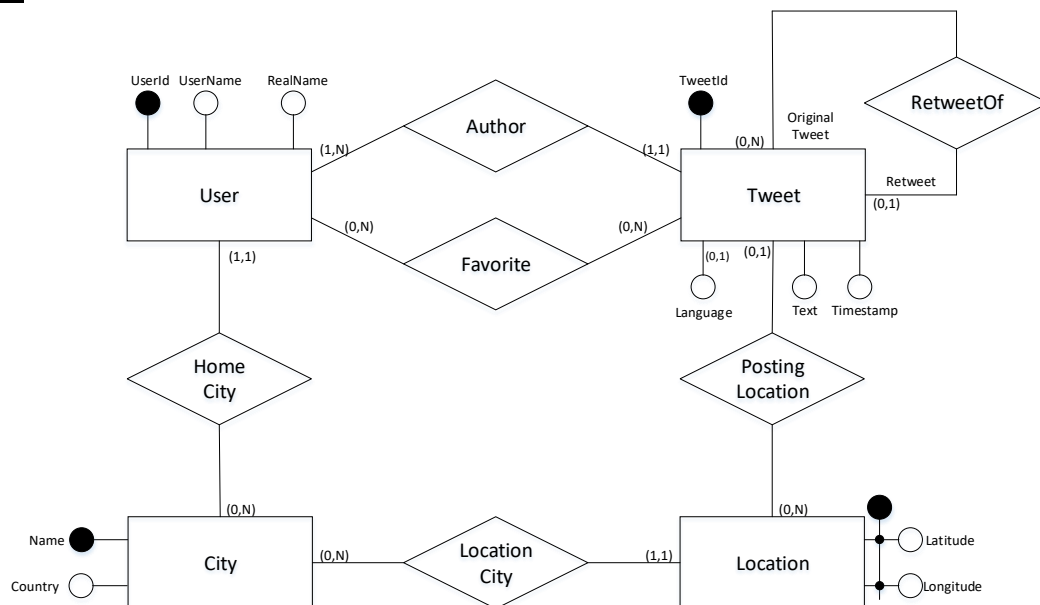 UserId UserName RealName
TweetId
RetweetOf
Original
Tweet
Author
(1,N)
(1,1)
(0,N)
User
Tweet
Retweet
(0,1)
(0,N)
(0,N)
Favorite
(1,1)
(0,1)
(0,1)
Language
Text
Timestamp
Home
City
Posting
Location
(0,N)
(0,N)
Name
Country
City
(0,N)
Location
City
(1,1)
Location
Latitude
Longitude